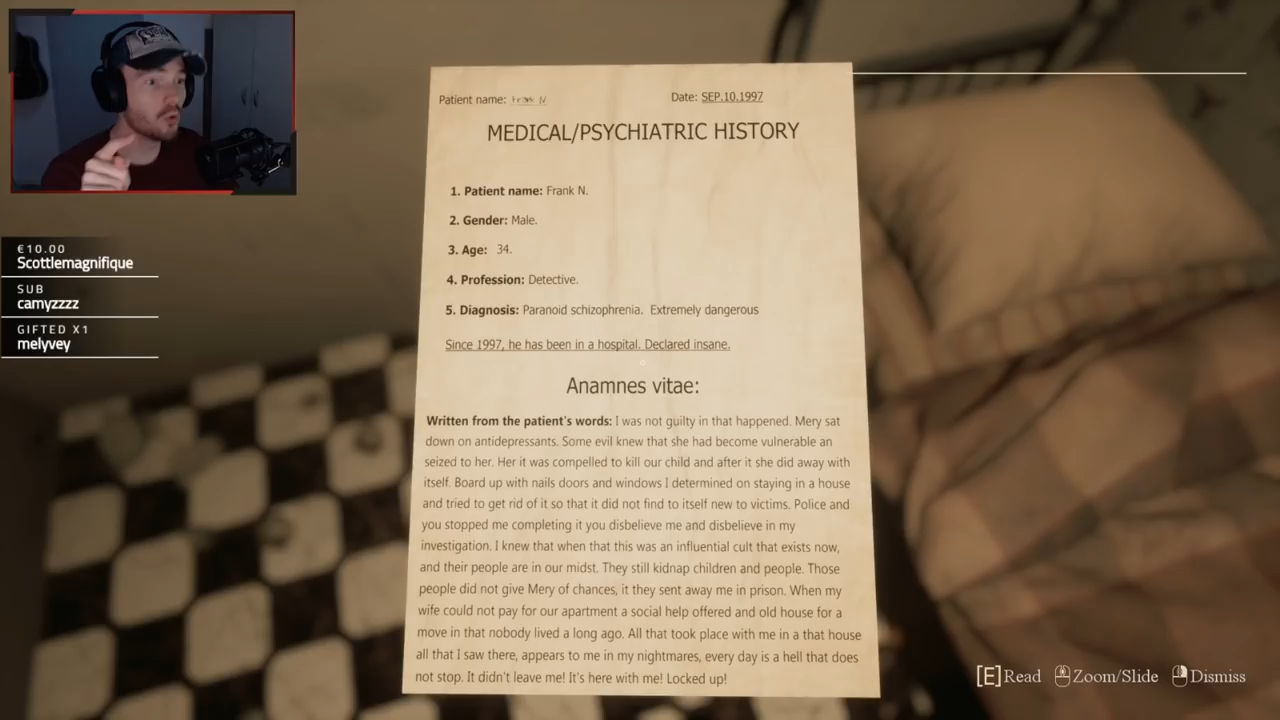 €10.00
Scottlemagnifique
SUB
camyzzzz
GIFTED X1
melyvey
Patient name: Frank N
Date: SEP.10.1997
MEDICAL/PSYCHIATRIC HISTORY
1. Patient name: Frank N.
2. Gender: Male.
3. Age: 34.
4. Profession: Detective.
5. Diagnosis: Paranoid schizophrenia. Extremely dangerous
Since 1997, he has been in a hospital. Declared insane.
Anamnes vitae:
Written from the patient's words: I was not guilty in that happened. Mery sat
down on antidepressants. Some evil knew that she had become vulnerable an
seized to her. Her it was compelled to kill our child and after it she did away with
itself. Board up with nails doors and windows I determined on staying in a house
and tried to get rid of it so that it did not find to itself new to victims. Police and
you stopped me completing it you disbelieve me and disbelieve in my
investigation. I knew that when that this was an influential cult that exists now,
and their people are in our midst. They still kidnap children and people. Those
people did not give Mery of chances, it they sent away me in prison. When my
wife could not pay for our apartment a social help offered and old house for a
move in that nobody lived a long ago. All that took place with me in a that house
all that I saw there, appears to me in my nightmares, every day is a hell that does
not stop. It didn't leave me! It's here with me! Locked up!
[E]Read Zoom/Slide Dismiss